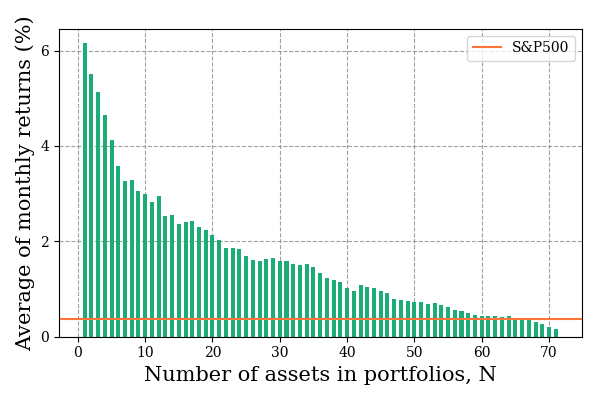 Average of monthly returns (%)
6
4
2
0
S&P500
0 10 20 30 40 50 60 70
Number of assets in portfolios, N